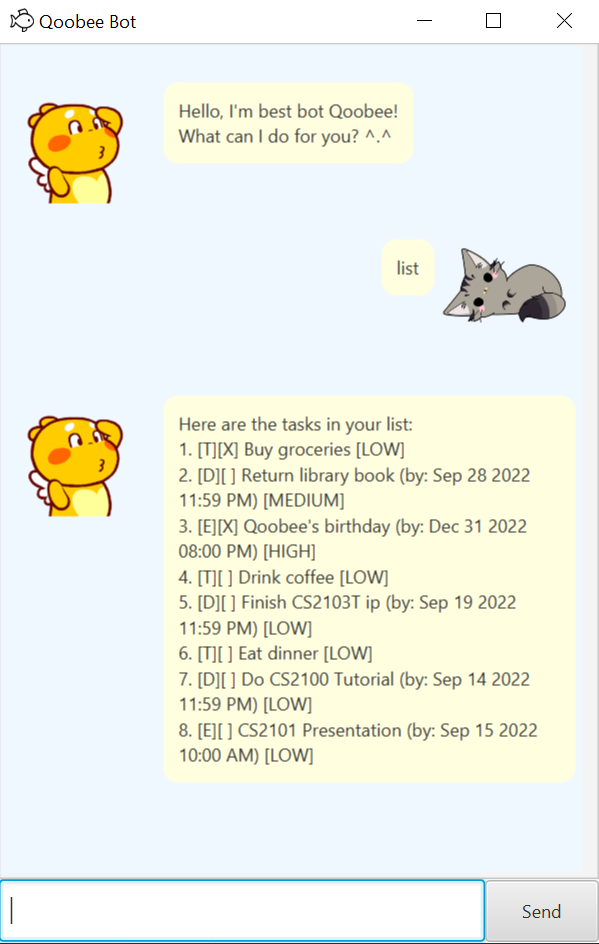 Qoobee Bot
Hello, I'm best bot Qoobee!
What can I do for you? ^.^
list
Here are the tasks in your list:
1. [T][X] Buy groceries [LOW]
2. [D][ ] Return library book (by: Sep 28 2022
11:59 PM) [MEDIUM]
3. [E][X] Qoobee's birthday (by: Dec 31 2022
08:00 PM) [HIGH]
4. [T][ ] Drink coffee [LOW]
5. [D][ ] Finish CS2103T ip (by: Sep 19 2022
11:59 PM) [LOW]
6. [T][ ] Eat dinner [LOW]
7. [D][ ] Do CS2100 Tutorial (by: Sep 14 2022
11:59 PM) [LOW]
8. [E][ ] CS2101 Presentation (by: Sep 15 2022
10:00 AM) [LOW]
Send